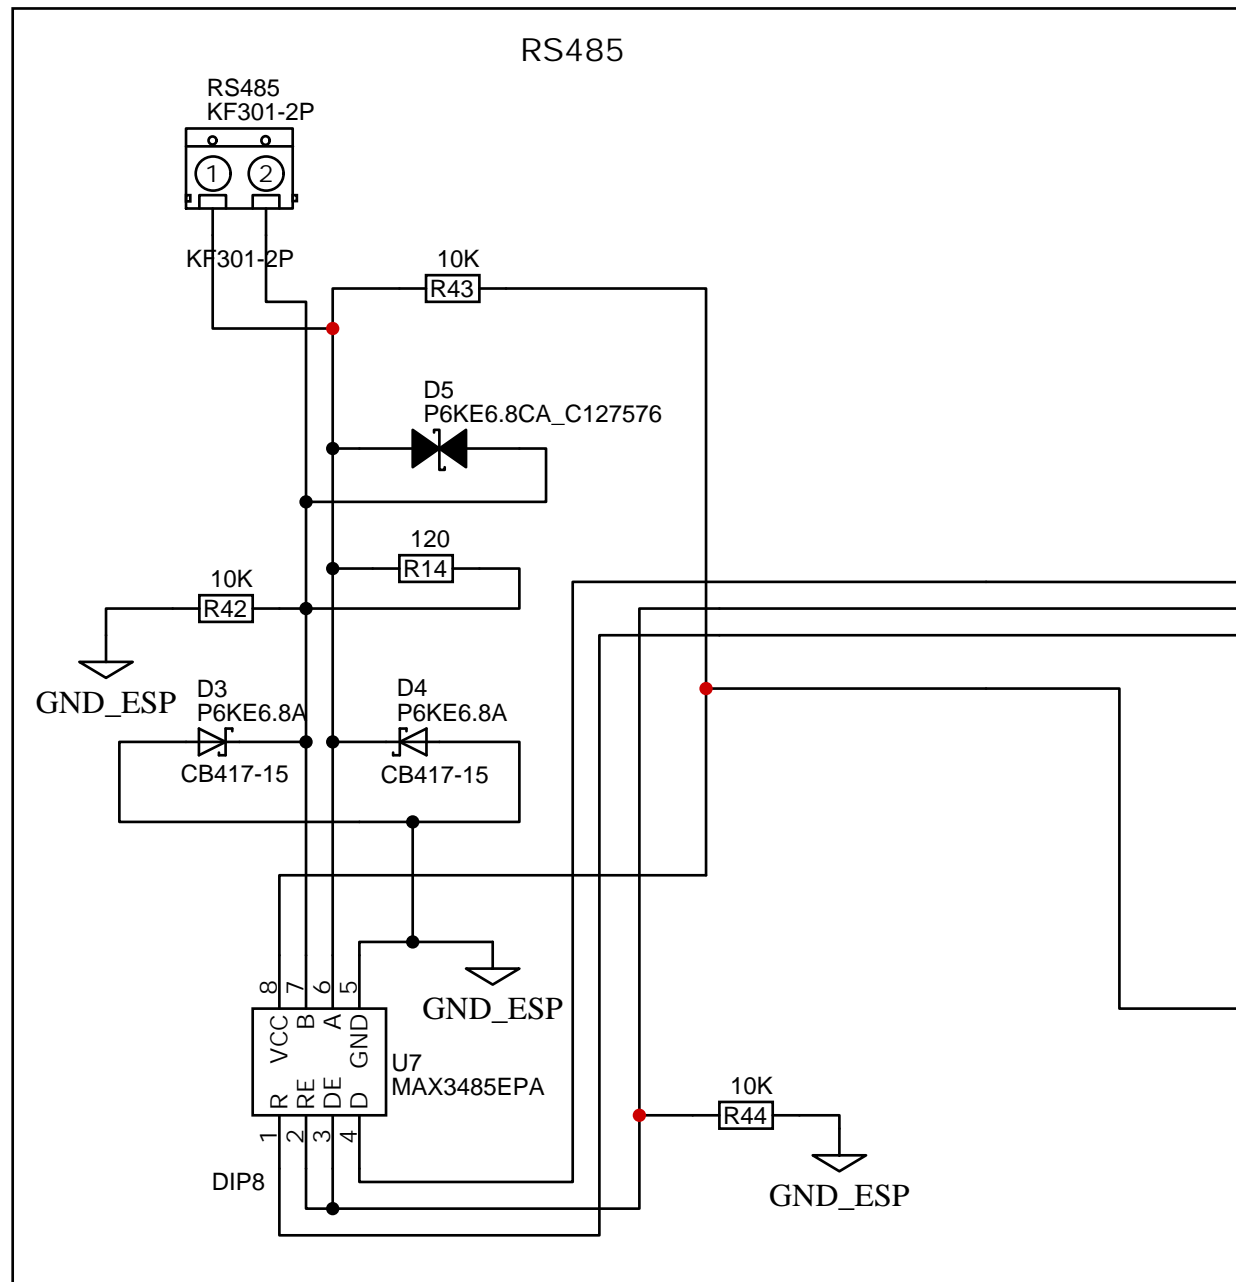 RS485
RS485
KF301-2P
1 2
KF301-2P
10K
R43
D5
P6KE6.8CA_C127576
120
R14
10K
R42
GND_ESP
D3
P6KE6.8A
CB417-15
D4
P6KE6.8A
CB417-15
GND_ESP
8 7 6 5
VCC B A GND
R RE DE D
1 2 3 4
U7
MAX3485EPA
DIP8
10K
R44
GND_ESP